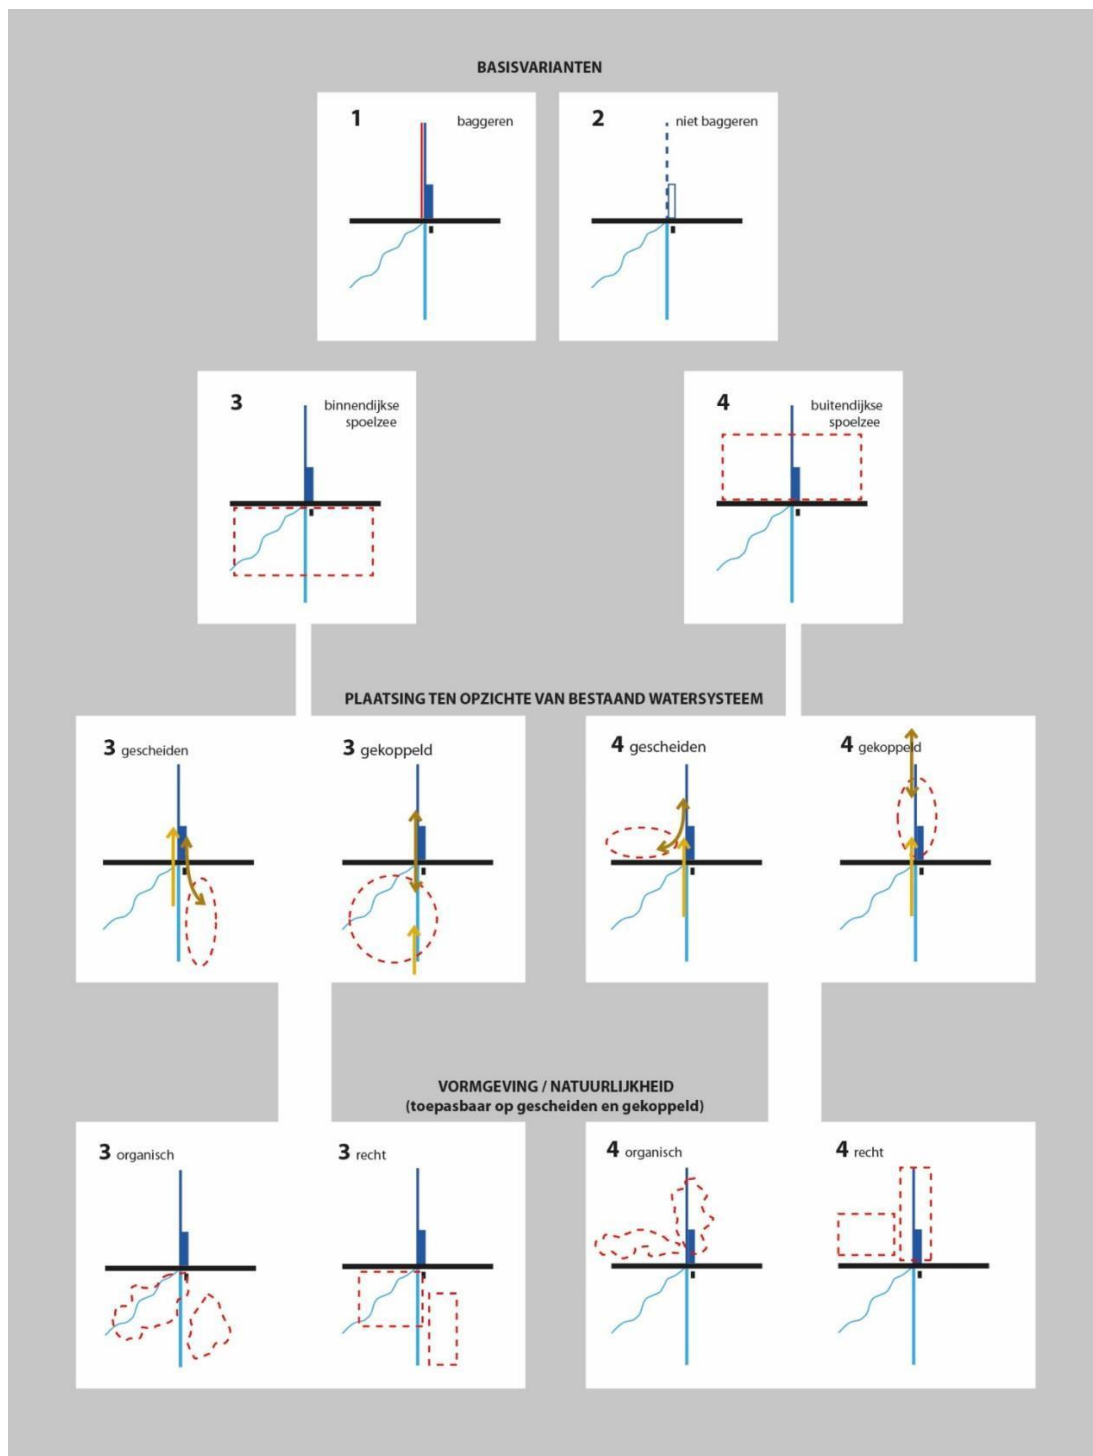 BASISVARIANTEN
1 baggeren
2 niet baggeren
3 binnendijkse
spoelzee
4 buitendijkse
spoelzee
PLAATSING TEN OPZICHTE VAN BESTAAND WATERSYSTEEM
3 gescheiden
3 gekoppeld
4 gescheiden
4 gekoppeld
VORMGEVING / NATUURLIJKHEID
(toepasbaar op gescheiden en gekoppeld)
3 organisch
3 recht
4 organisch
4 recht